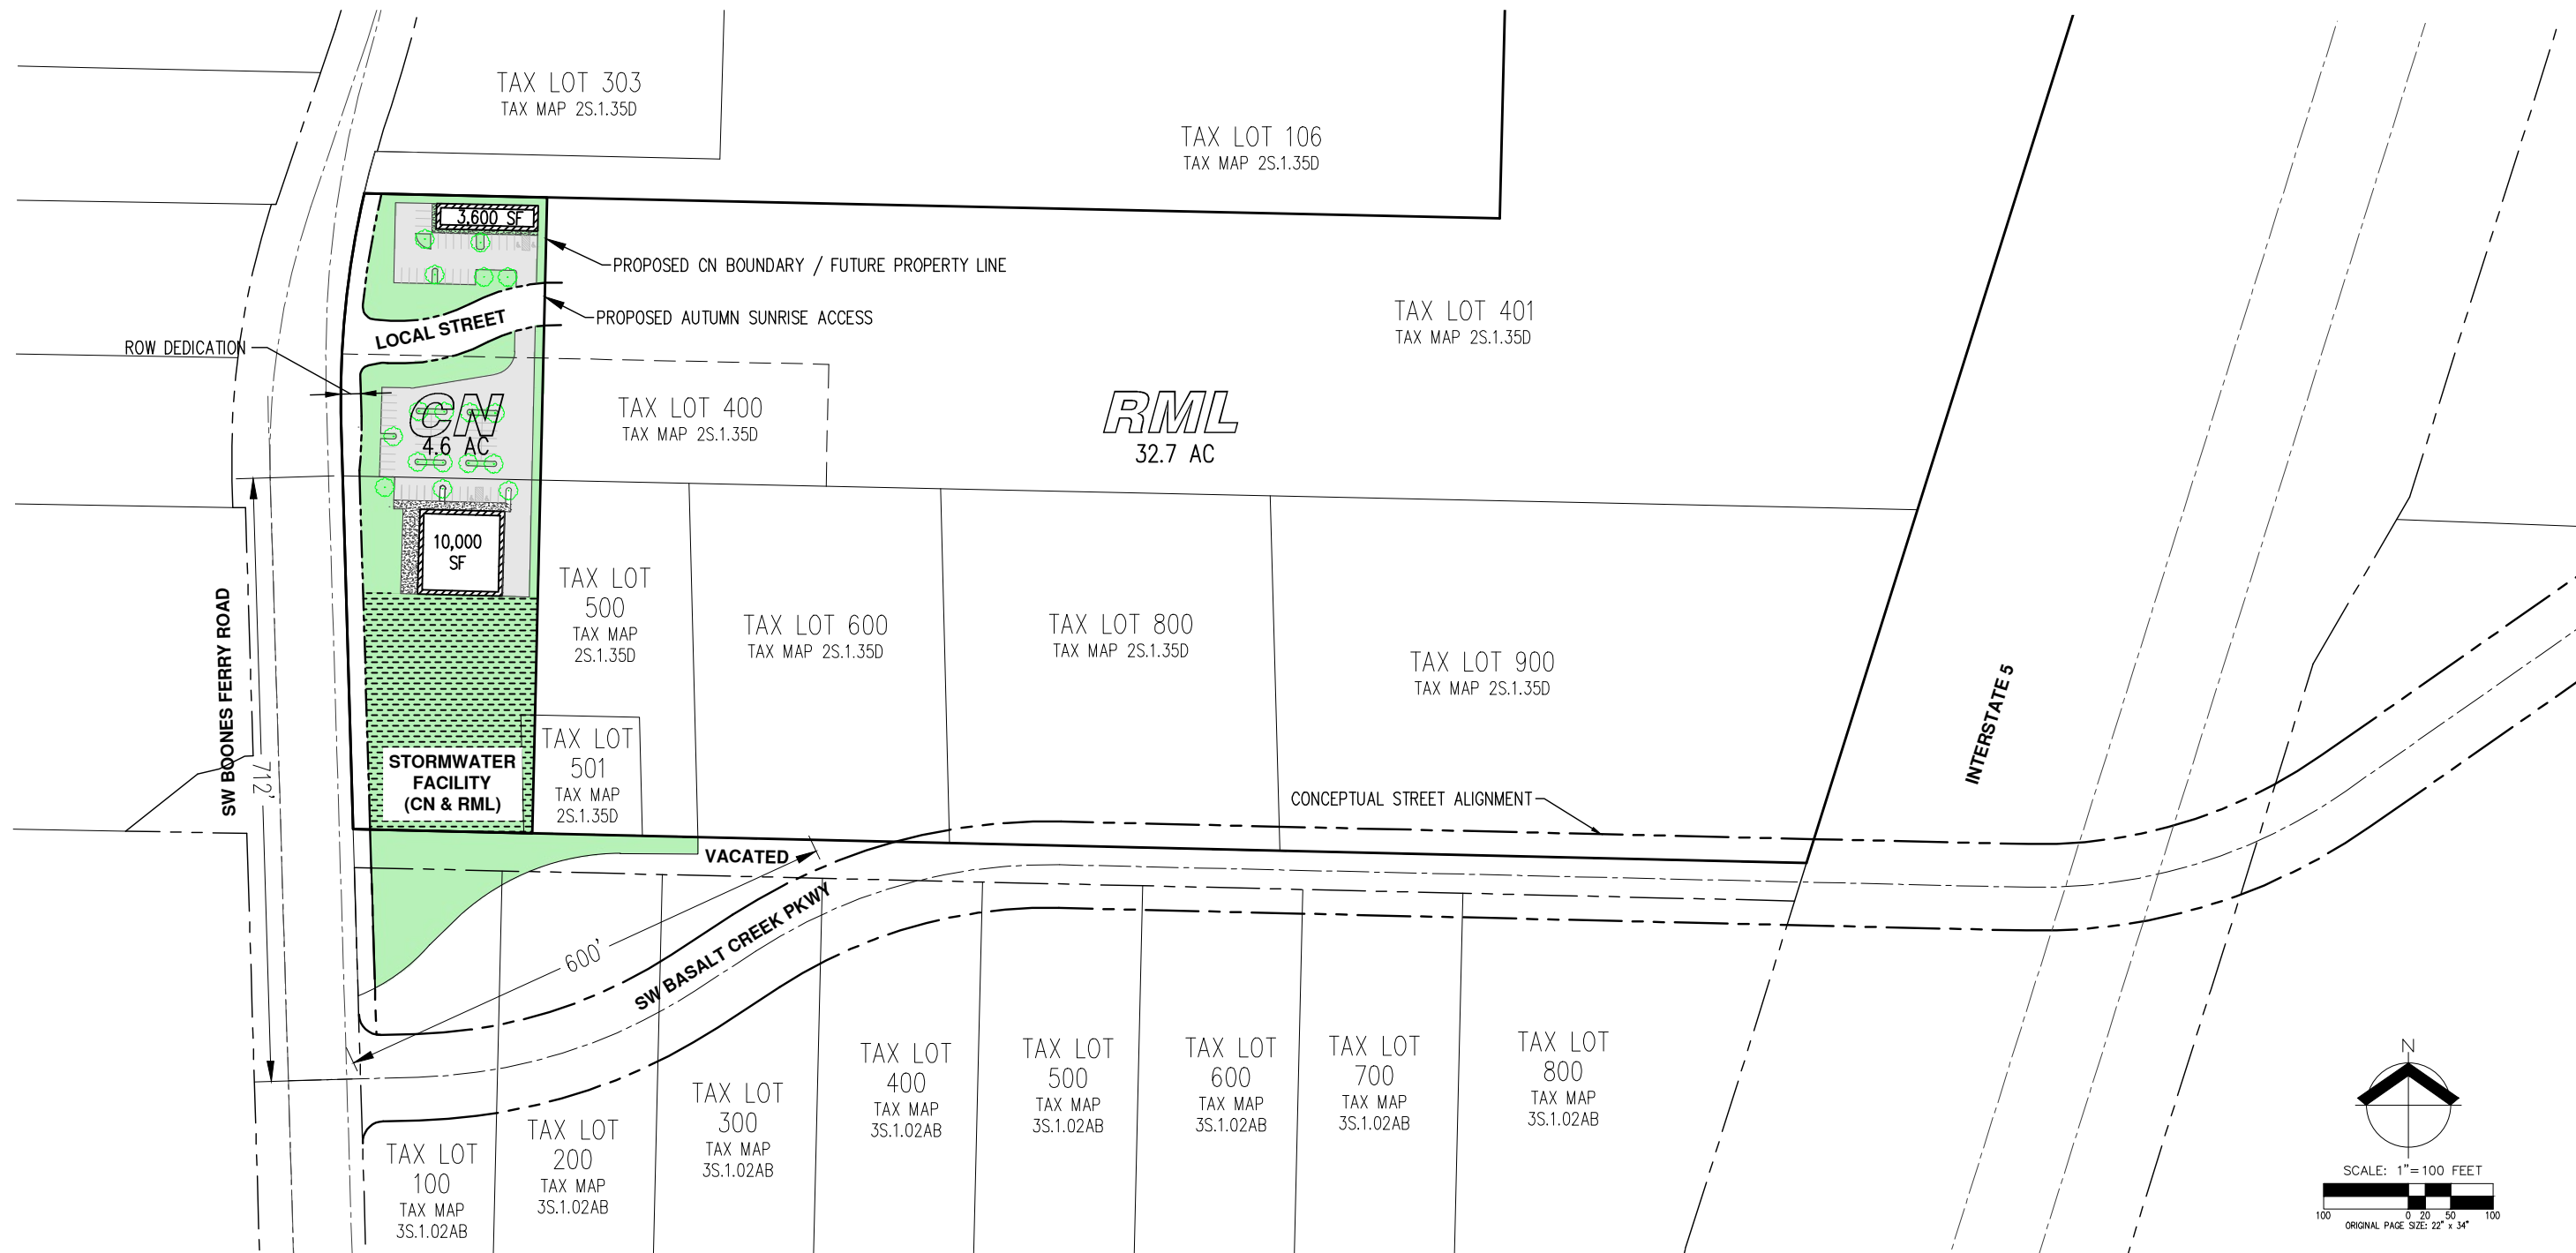 TAX LOT 303
TAX MAP 2S.1.35D
TAX LOT 106
TAX MAP 2S.1.35D
3,600 SF
PROPOSED CN BOUNDARY / FUTURE PROPERTY LINE
PROPOSED AUTUMN SUNRISE ACCESS
LOCAL STREET
ROW DEDICATION
TAX LOT 401
TAX MAP 2S.1.35D
CN
4.6 AC
TAX LOT 400
TAX MAP 2S.1.35D
RML
32.7 AC
10,000
SF
TAX LOT
500
TAX MAP
2S.1.35D
TAX LOT 600
TAX MAP 2S.1.35D
TAX LOT 800
TAX MAP 2S.1.35D
TAX LOT 900
TAX MAP 2S.1.35D
SW BOONES FERRY ROAD
712'
INTERSTATE 5
STORMWATER
FACILITY
(CN & RML)
TAX LOT
501
TAX MAP
2S.1.35D
CONCEPTUAL STREET ALIGNMENT
VACATED
600'
SW BASALT CREEK PKWY
TAX LOT
100
TAX MAP
3S.1.02AB
TAX LOT
200
TAX MAP
3S.1.02AB
TAX LOT
300
TAX MAP
3S.1.02AB
TAX LOT
400
TAX MAP
3S.1.02AB
TAX LOT
500
TAX MAP
3S.1.02AB
TAX LOT
600
TAX MAP
3S.1.02AB
TAX LOT
700
TAX MAP
3S.1.02AB
TAX LOT
800
TAX MAP
3S.1.02AB
N
SCALE: 1"=100 FEET
100 0 20 50 100
ORIGINAL PAGE SIZE: 22" x 34"